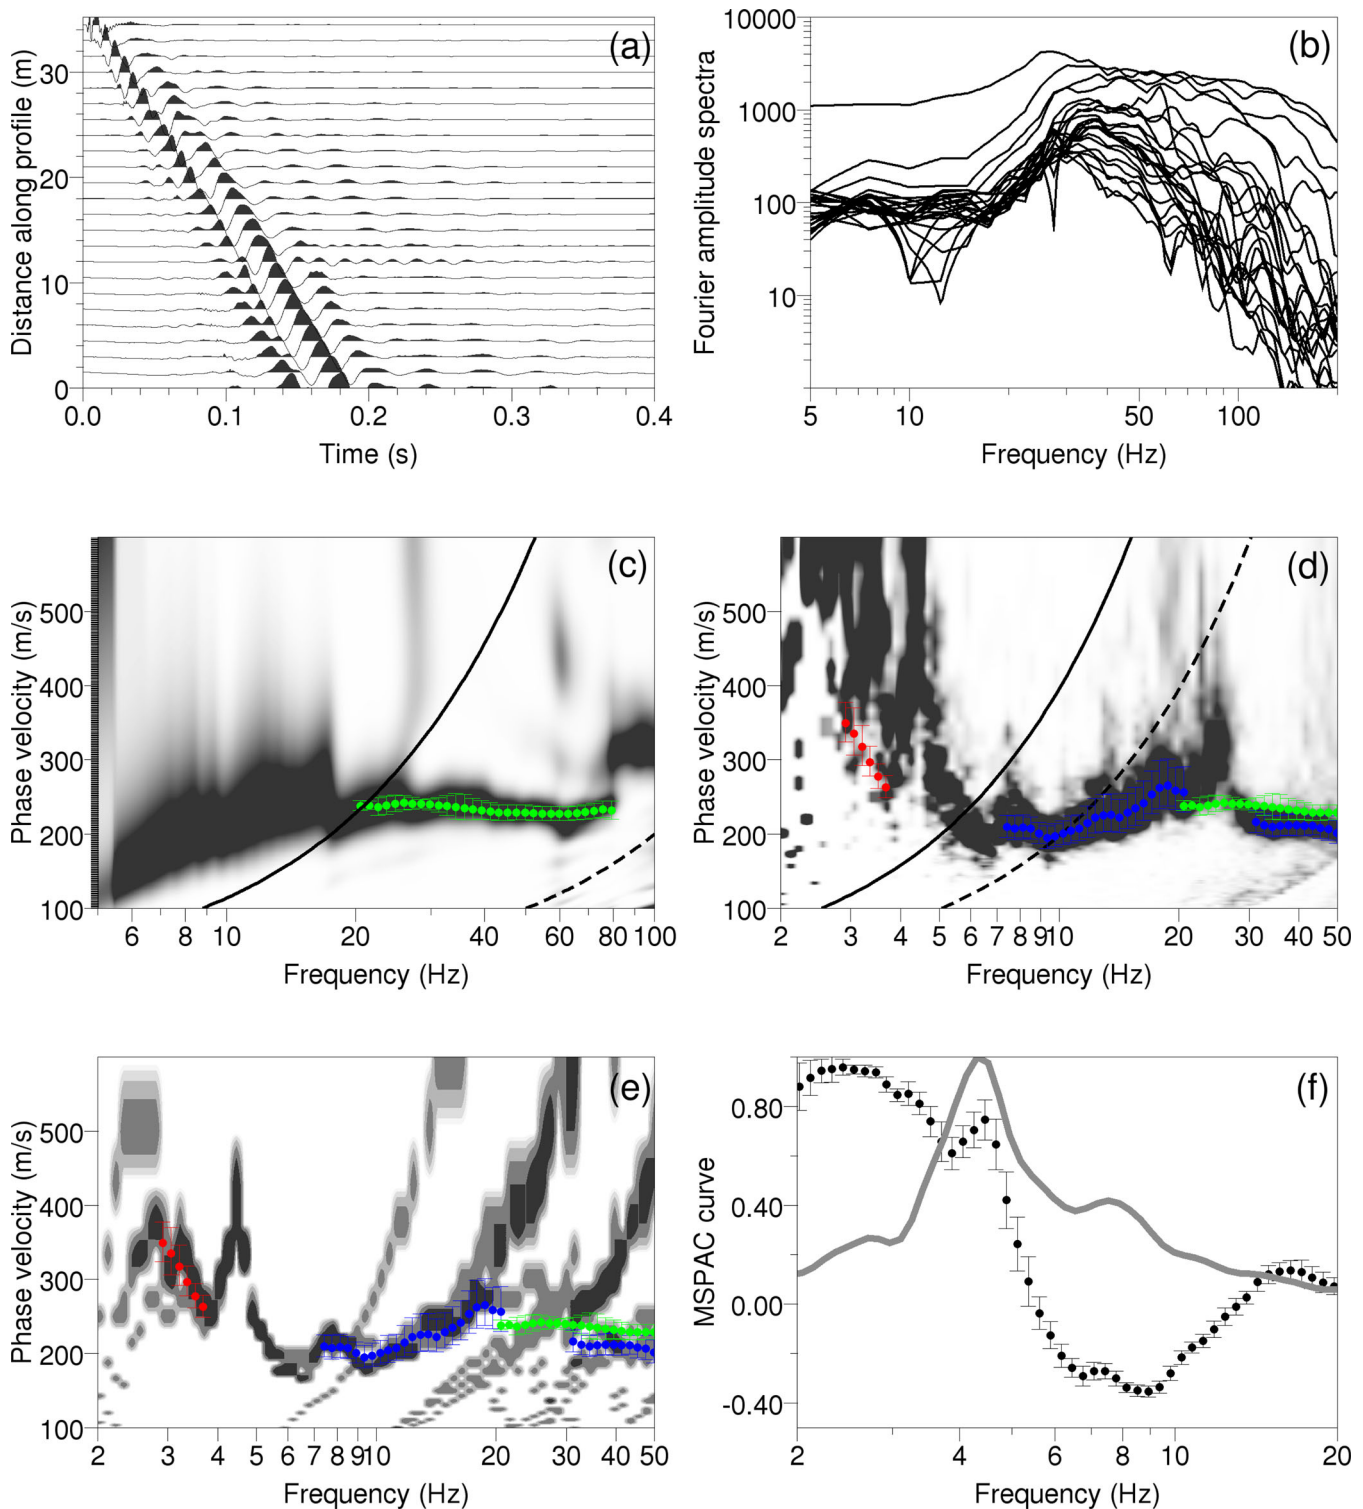 (a)
Distance along profile (m)
30
20
10
0
0.0 0.1 0.2 0.3 0.4
Time (s)
(b)
Fourier amplitude spectra
10000
1000
100
10
5 10 50 100
Frequency (Hz)
(c)
Phase velocity (m/s)
500
400
300
200
100
6 8 10 20 40 60 80 100
Frequency (Hz)
(d)
Phase velocity (m/s)
500
400
300
200
100
2 3 4 5 6 7 8 9 10 20 30 40 50
Frequency (Hz)
(e)
Phase velocity (m/s)
500
400
300
200
100
2 3 4 5 6 7 8 9 10 20 30 40 50
Frequency (Hz)
(f)
MSPAC curve
0.80
0.40
0.00
-0.40
2 4 6 8 10 20
Frequency (Hz)